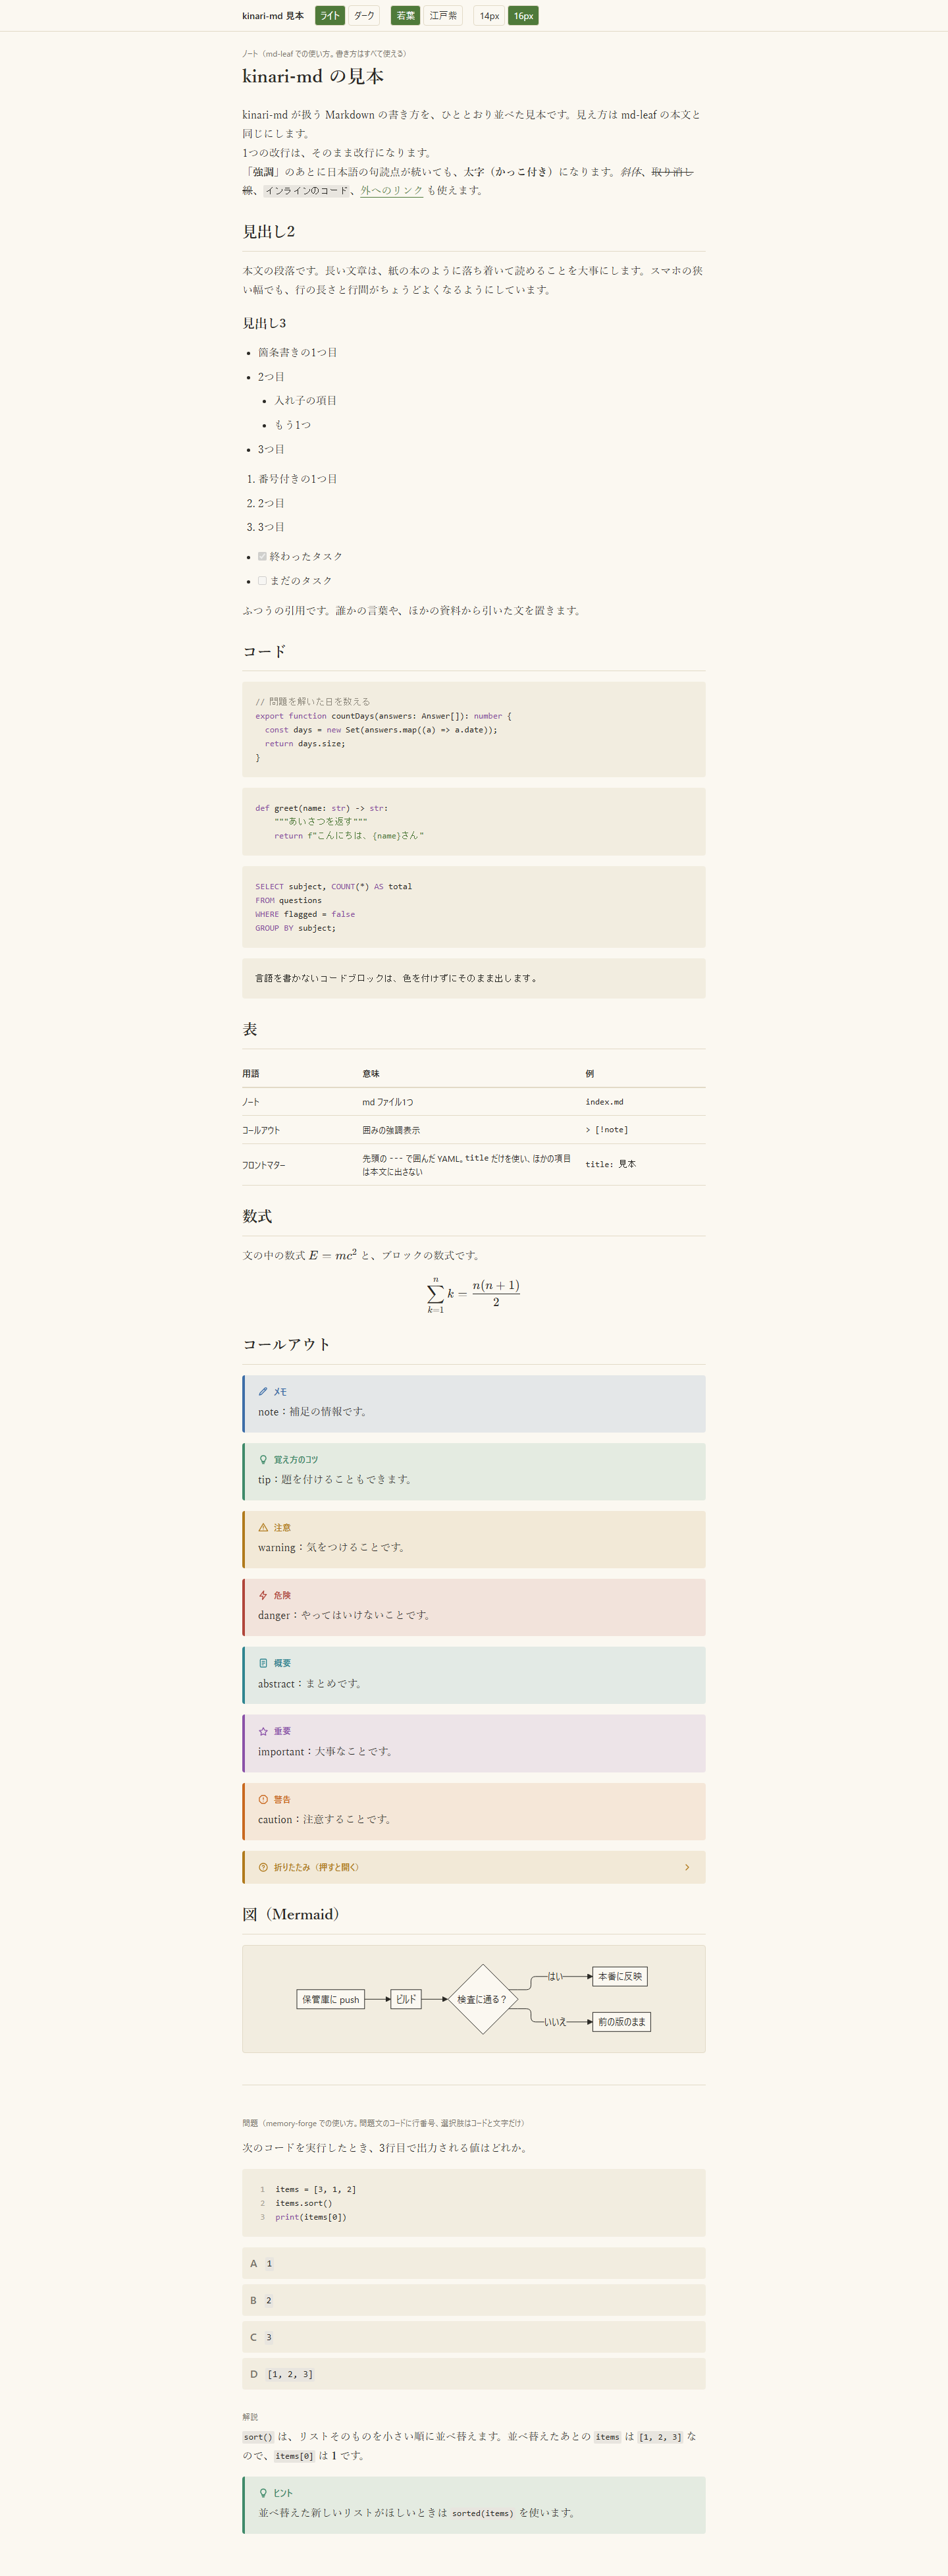 kinari-md 見本 ライト ダーク 若葉 江戸紫 14px 16px
ノート（md-leaf での使い方。書き方はすべて使える）
kinari-md の見本
kinari-md が扱う Markdown の書き方を、ひととおり並べた見本です。見え方は md-leaf の本文と
同じにします。
1つの改行は、そのまま改行になります。
「強調」のあとに日本語の句読点が続いても、太字（かっこ付き）になります。斜体、取り消し
線、インラインのコード、外へのリンク も使えます。
見出し2
本文の段落です。長い文章は、紙の本のように落ち着いて読めることを大事にします。スマホの狭
い幅でも、行の長さと行間がちょうどよくなるようにしています。
見出し3
• 箇条書きの1つ目
• 2つ目
• 入れ子の項目
• もう1つ
• 3つ目
1. 番号付きの1つ目
2. 2つ目
3. 3つ目
• 終わったタスク
• まだのタスク
ふつうの引用です。誰かの言葉や、ほかの資料から引いた文を置きます。
コード
// 問題を解いた日を数える
export function countDays(answers: Answer[]): number {
  const days = new Set(answers.map((a) => a.date));
  return days.size;
}
def greet(name: str) -> str:
    """あいさつを返す"""
    return f"こんにちは、{name}さん"
SELECT subject, COUNT(*) AS total
FROM questions
WHERE flagged = false
GROUP BY subject;
言語を書かないコードブロックは、色を付けずにそのまま出します。
表
用語 意味 例
ノート md ファイル1つ index.md
コールアウト 囲みの強調表示 > [!note]
フロントマター 先頭の --- で囲んだ YAML。title だけを使い、ほかの項目
は本文に出さない title: 見本
数式
文の中の数式 E = mc² と、ブロックの数式です。
∑_{k=1}^{n} k = n(n + 1) / 2
コールアウト
メモ
note：補足の情報です。
覚え方のコツ
tip：題を付けることもできます。
注意
warning：気をつけることです。
危険
danger：やってはいけないことです。
概要
abstract：まとめです。
重要
important：大事なことです。
警告
caution：注意することです。
折りたたみ（押すと開く）
図（Mermaid）
保管庫に push ビルド 検査に通る？ はい 本番に反映
いいえ 前の版のまま
問題（memory-forge での使い方。問題文のコードに行番号、選択肢はコードと文字だけ）
次のコードを実行したとき、3行目で出力される値はどれか。
1 items = [3, 1, 2]
2 items.sort()
3 print(items[0])
A 1
B 2
C 3
D [1, 2, 3]
解説
sort() は、リストそのものを小さい順に並べ替えます。並べ替えたあとの items は [1, 2, 3] な
ので、items[0] は 1 です。
ヒント
並べ替えた新しいリストがほしいときは sorted(items) を使います。